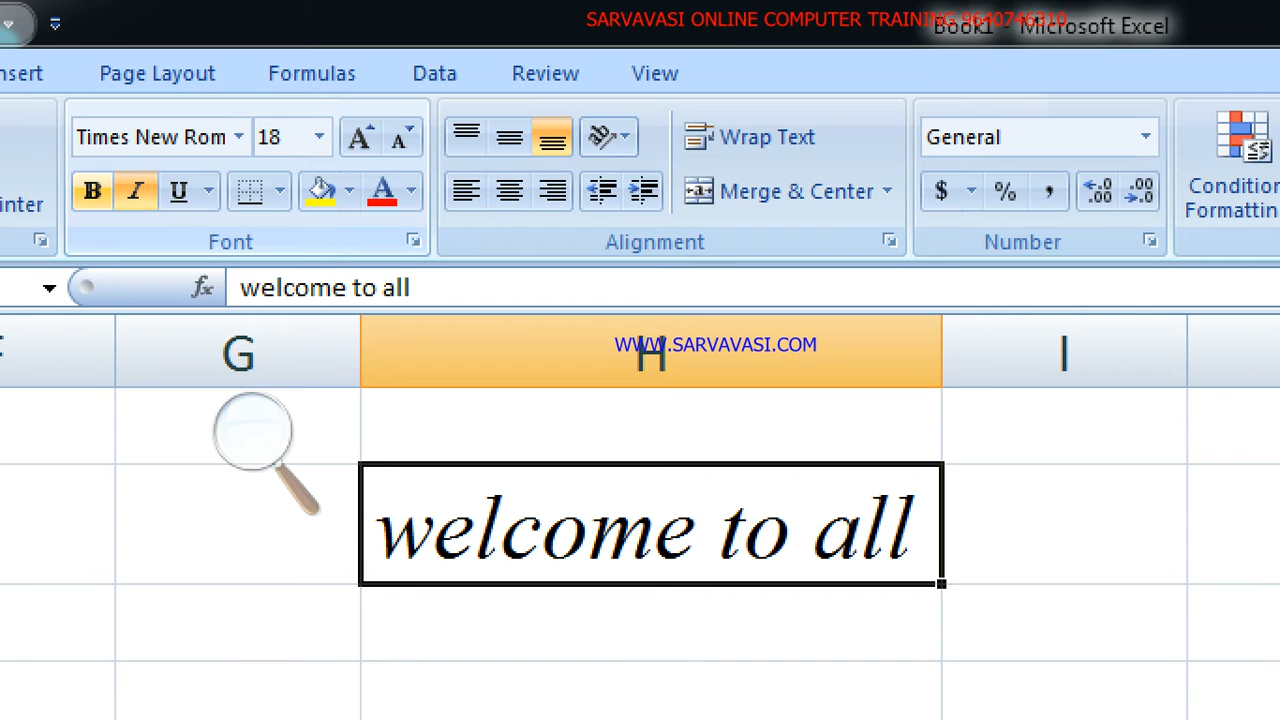 SARVAVASI ONLINE COMPUTER TRAINING 9640746310
Book1 - Microsoft Excel
nsert Page Layout Formulas Data Review View
Times New Rom 18 Wrap Text General
B I U Merge & Center $ % , Condition
Formattin
inter
Font Alignment Number
fx welcome to all
G H I
WWW.SARVAVASI.COM
welcome to all